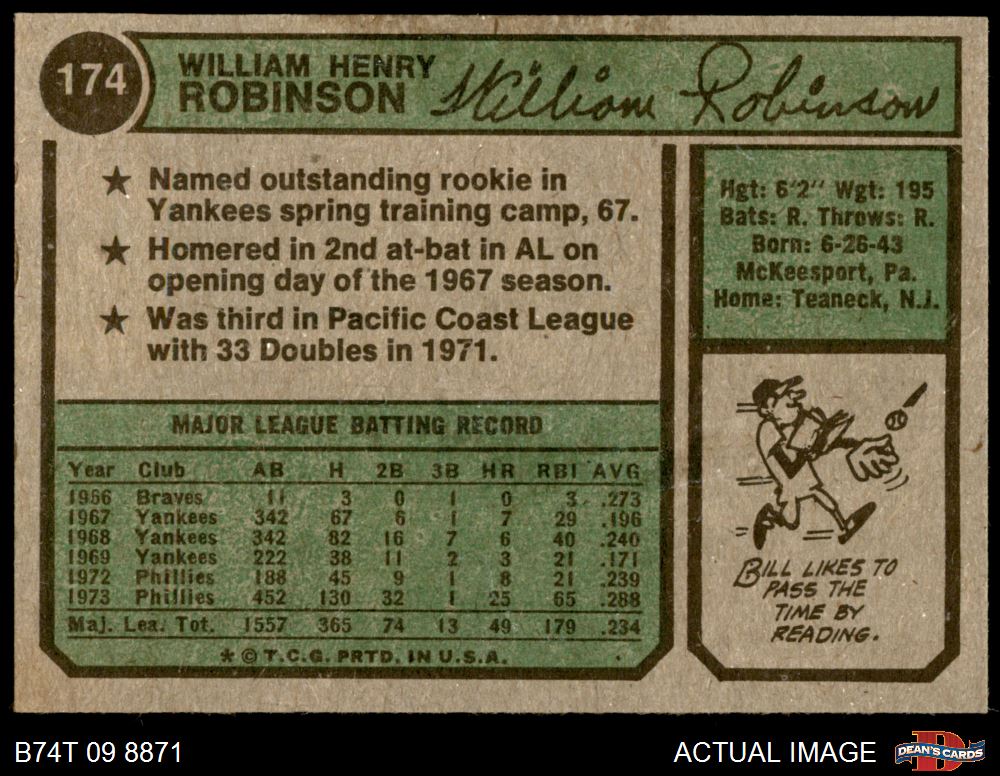 174
WILLIAM HENRY
ROBINSON
William Robinson
★ Named outstanding rookie in
Yankees spring training camp, 67.
★ Homered in 2nd at-bat in AL on
opening day of the 1967 season.
★ Was third in Pacific Coast League
with 33 Doubles in 1971.
Hgt: 6'2" Wgt: 195
Bats: R. Throws: R.
Born: 6-26-43
McKeesport, Pa.
Home: Teaneck, N.J.
MAJOR LEAGUE BATTING RECORD
Year Club AB H 2B 3B HR RBI AVG
1966 Braves 11 3 0 1 0 3 .273
1967 Yankees 342 67 6 1 7 29 .196
1968 Yankees 342 82 16 7 6 40 .240
1969 Yankees 222 38 11 2 3 21 .171
1972 Phillies 188 45 9 1 8 21 .239
1973 Phillies 452 130 32 1 25 65 .288
Maj. Lea. Tot. 1557 365 74 13 49 179 .234
* © T.C.G. PRTD. IN U.S.A.
BILL LIKES TO
PASS THE
TIME BY
READING.
B74T 09 8871
ACTUAL IMAGE
DEAN'S CARDS